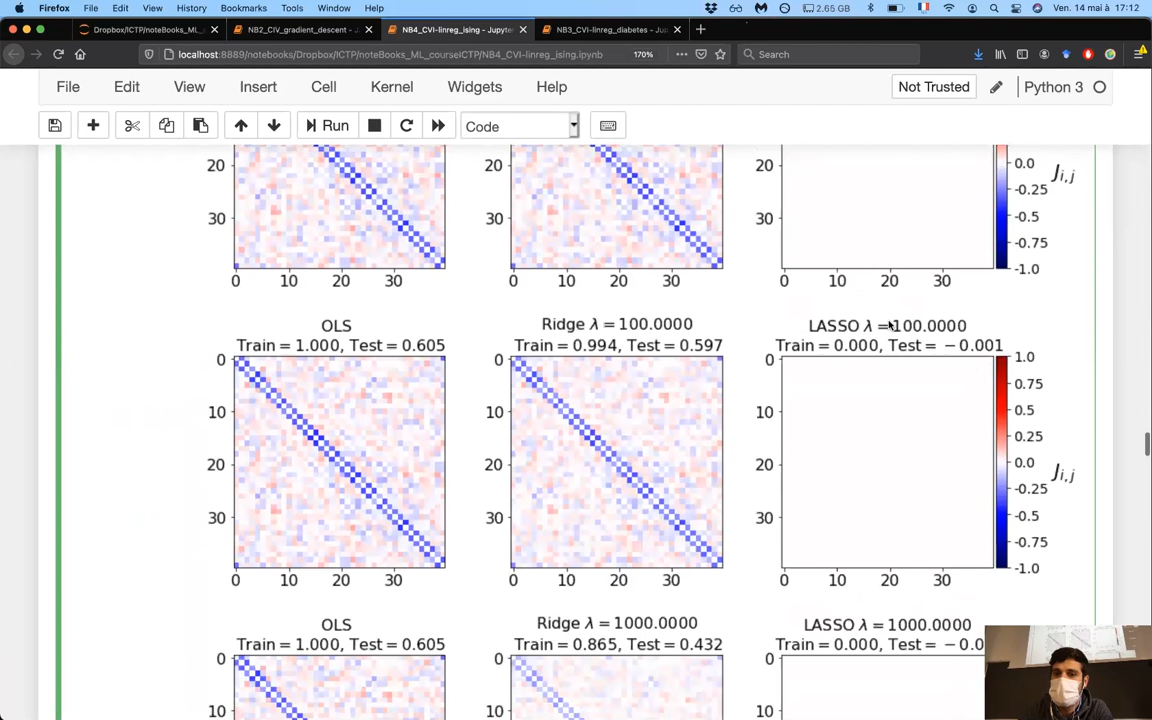 Firefox File Edit View History Bookmarks Tools Window Help 2.65 GB Ven. 14 mai à 17:12
Dropbox/ICTP/noteBooks_ML_ NB2_CIV_gradient_descent - J NB4_CVI-linreg_ising - Jupyte NB3_CVI-linreg_diabetes - Ju
localhost:8889/notebooks/Dropbox/ICTP/noteBooks_ML_courseICTP/NB4_CVI-linreg_ising.ipynb 170% Search
File Edit View Insert Cell Kernel Widgets Help Not Trusted Python 3
Run Code
20 20 20 0.0
-0.25
30 30 30 -0.5
-0.75
-1.0
J_{i,j}
0 10 20 30 0 10 20 30 0 10 20 30
OLS Ridge λ = 100.0000 LASSO λ = 100.0000
Train = 1.000, Test = 0.605 Train = 0.994, Test = 0.597 Train = 0.000, Test = −0.001
0 0 0 1.0
0.75
10 10 10 0.5
0.25
20 20 20 0.0
-0.25
30 30 30 -0.5
-0.75
-1.0
J_{i,j}
0 10 20 30 0 10 20 30 0 10 20 30
OLS Ridge λ = 1000.0000 LASSO λ = 1000.0000
Train = 1.000, Test = 0.605 Train = 0.865, Test = 0.432 Train = 0.000, Test = −0.0
0 0 0
10 10 10